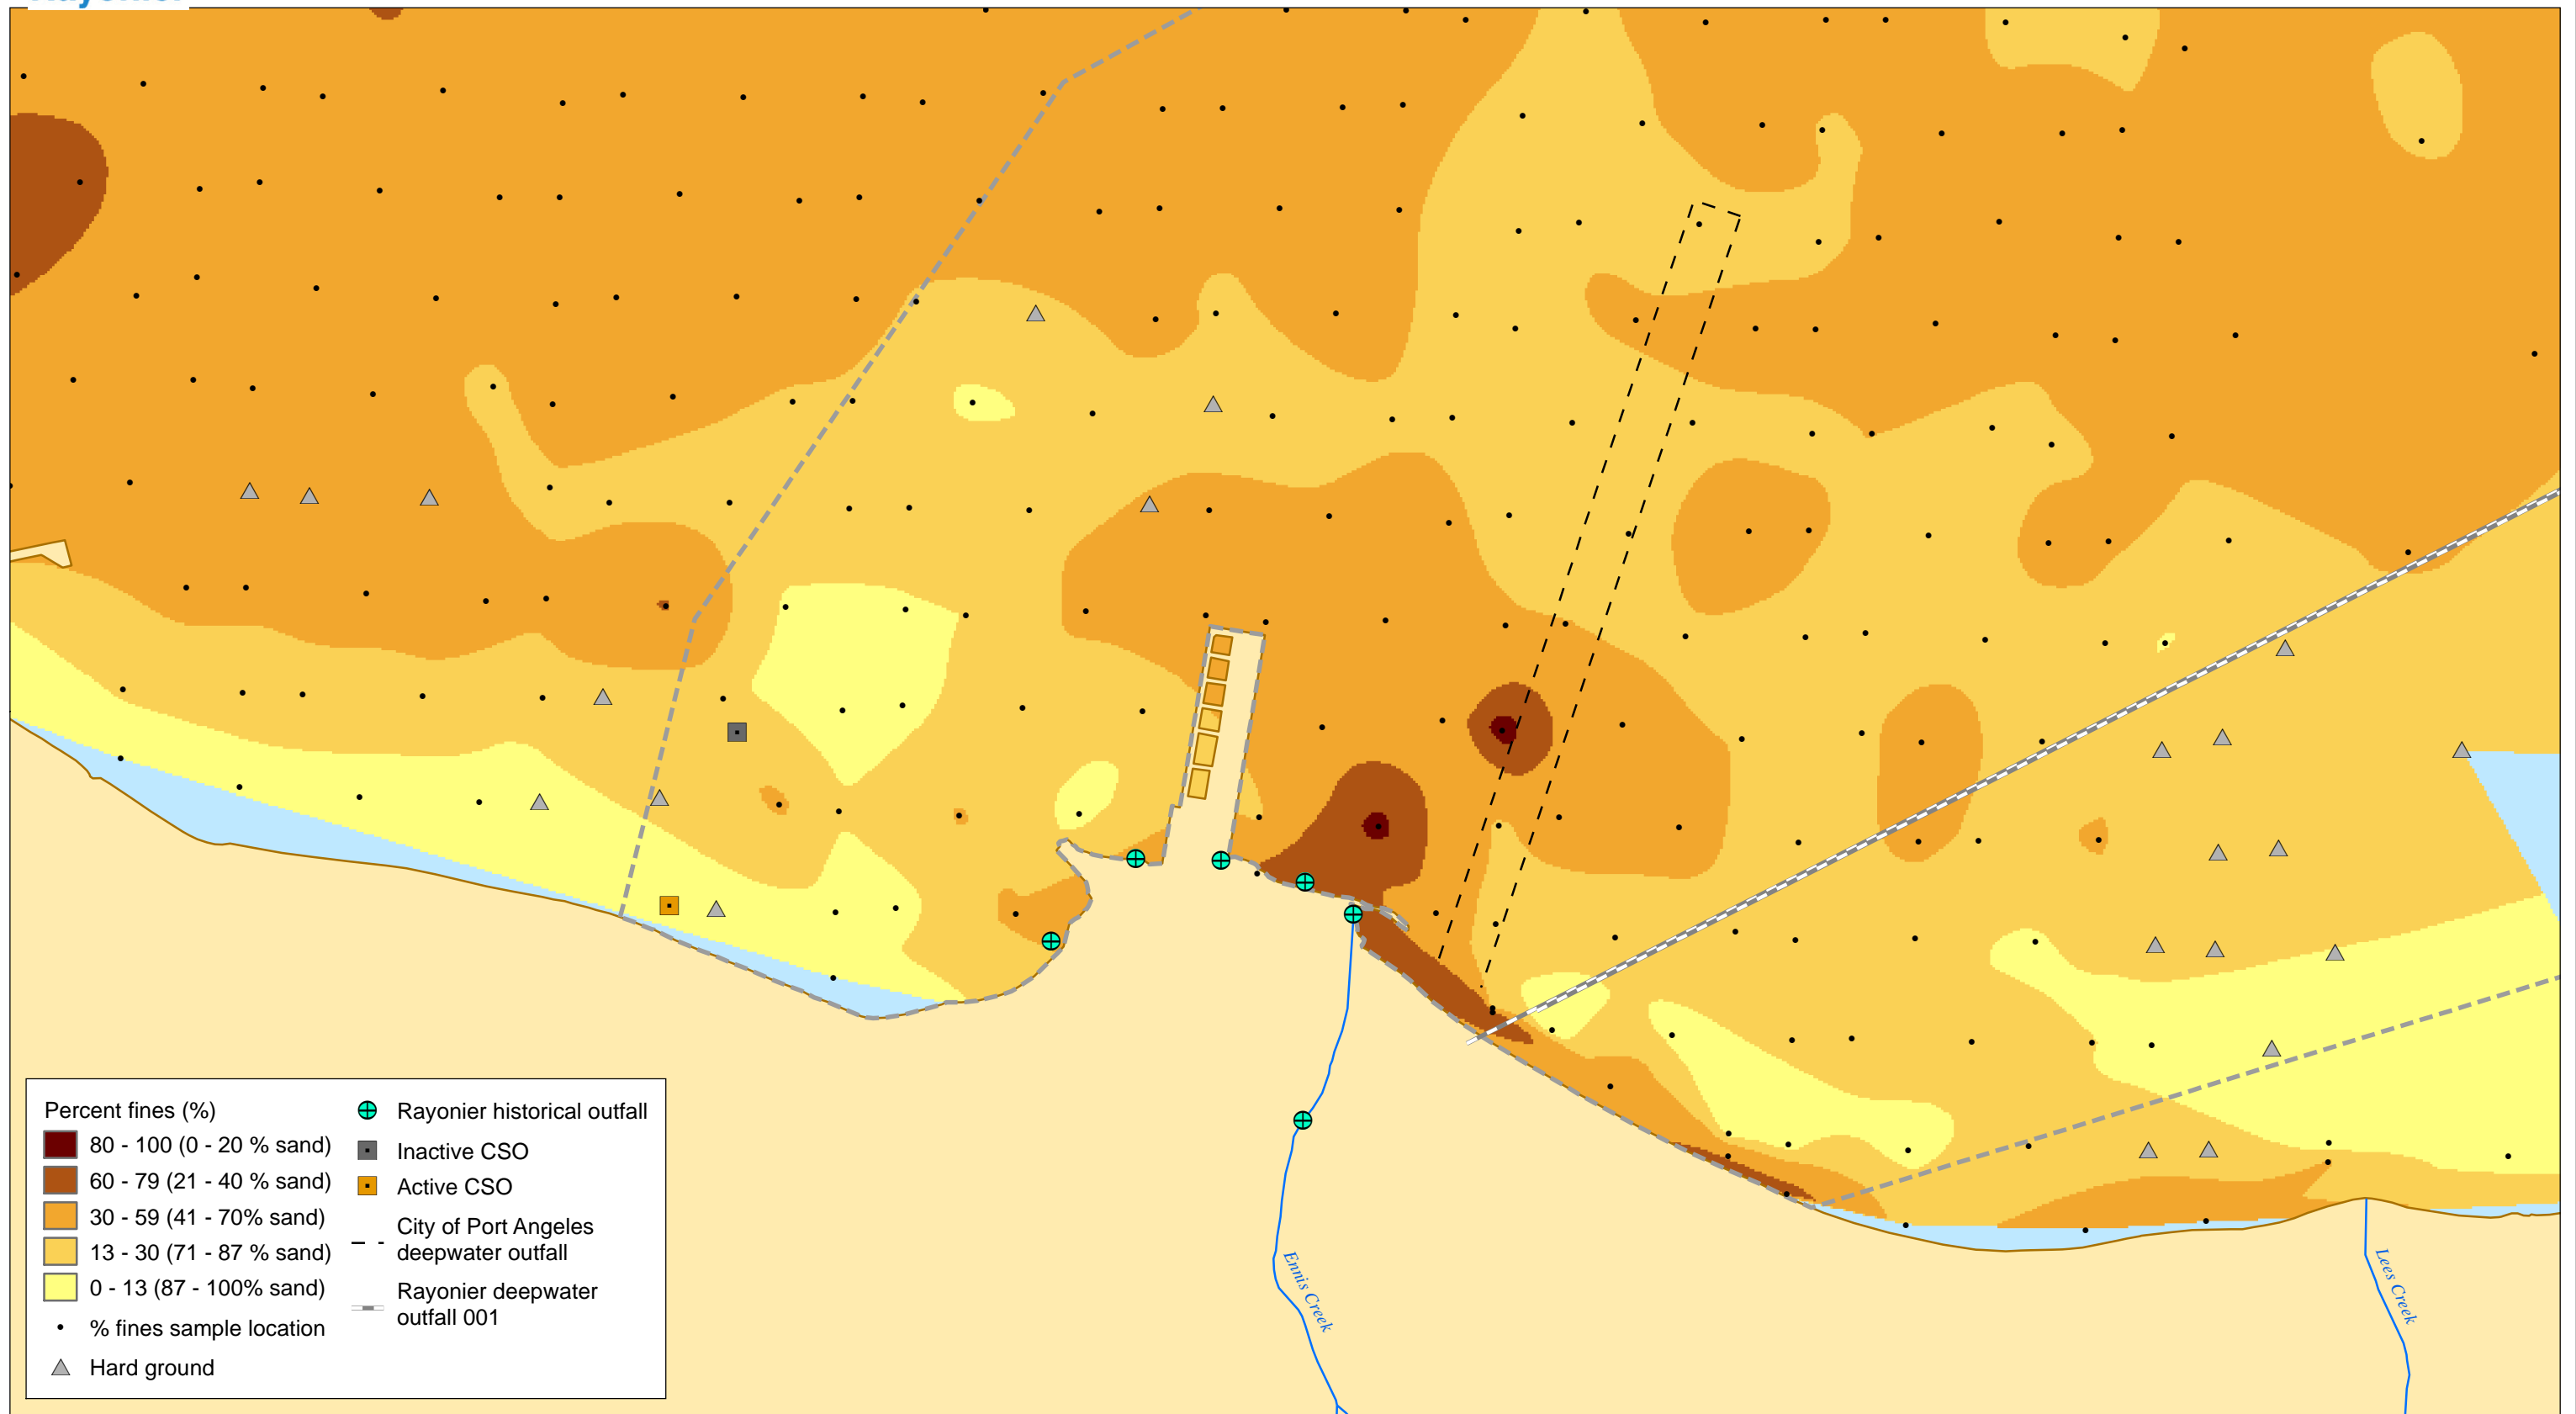 Rayonier
Percent fines (%)
80 - 100 (0 - 20 % sand)
60 - 79 (21 - 40 % sand)
30 - 59 (41 - 70% sand)
13 - 30 (71 - 87 % sand)
0 - 13 (87 - 100% sand)
% fines sample location
Hard ground
Rayonier historical outfall
Inactive CSO
Active CSO
City of Port Angeles
deepwater outfall
Rayonier deepwater
outfall 001
Ennis Creek
Lees Creek